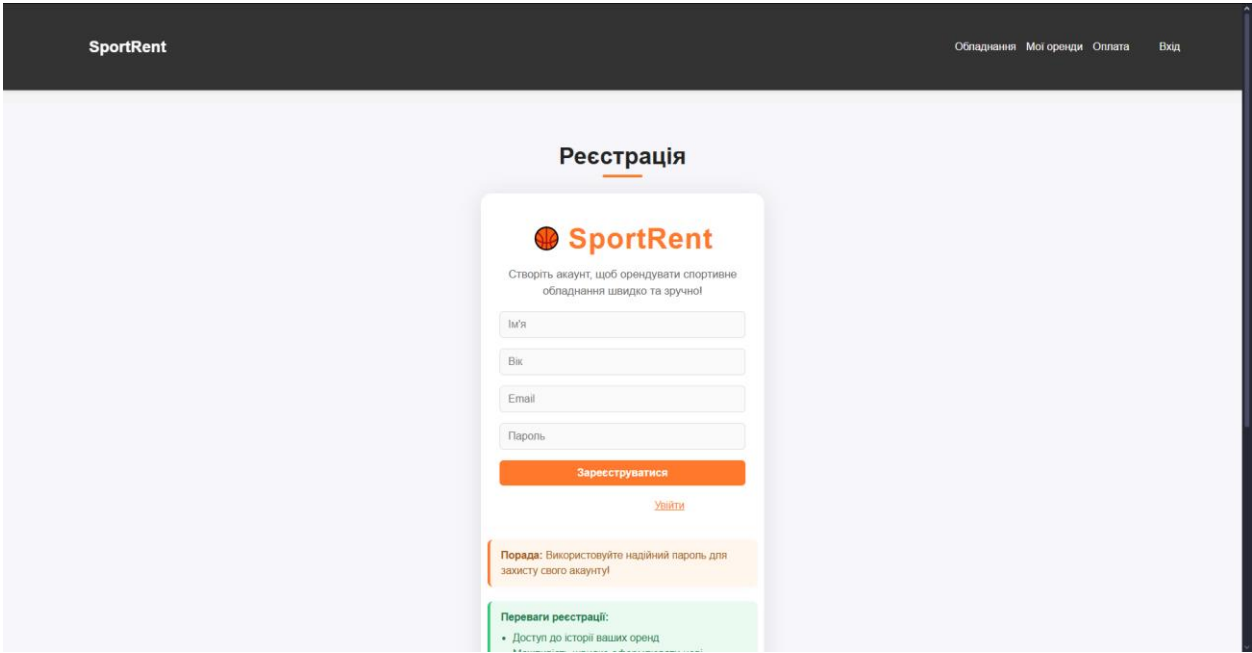 SportRent
Обладнання Мої оренди Оплата Вхід
Реєстрація
SportRent
Створіть акаунт, щоб орендувати спортивне
обладнання швидко та зручно!
Ім'я
Вік
Email
Пароль
Зареєструватися
Увійти
Порада: Використовуйте надійний пароль для
захисту свого акаунту!
Переваги реєстрації:
• Доступ до історії ваших оренд